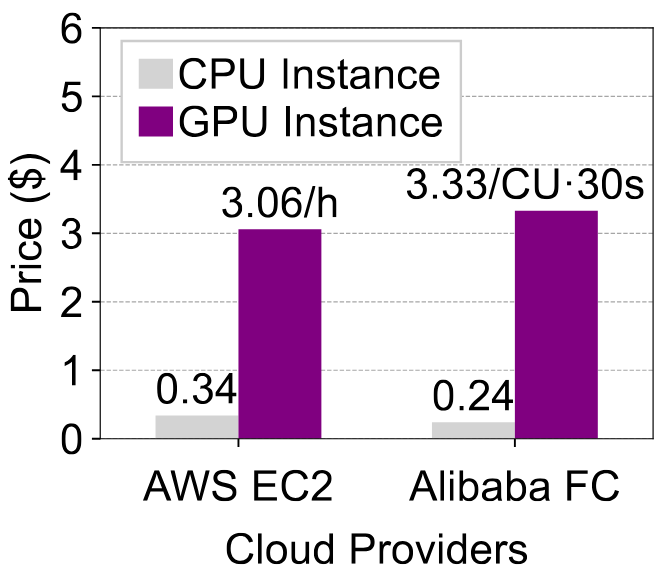 6
5
4
3
2
1
0
Price ($)
CPU Instance
GPU Instance
3.06/h
3.33/CU·30s
0.34
0.24
AWS EC2
Alibaba FC
Cloud Providers